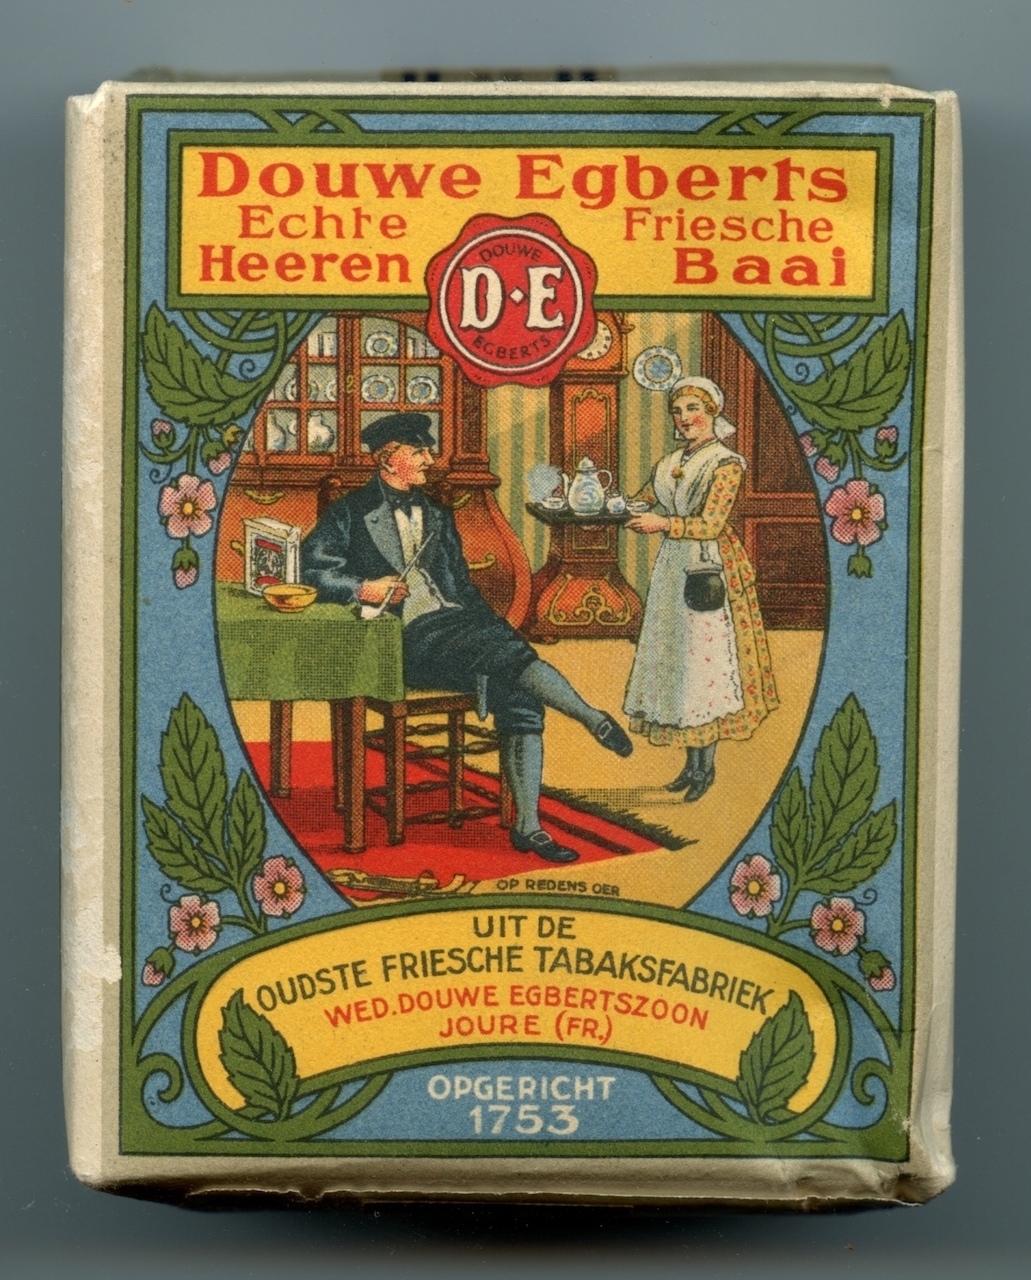 Douwe Egberts
Echte Friesche
Heeren Baai
DOUWE
D·E
EGBERTS
OP REDENS OER
UIT DE
OUDSTE FRIESCHE TABAKSFABRIEK
WED. DOUWE EGBERTSZOON
JOURE (FR.)
OPGERICHT
1753